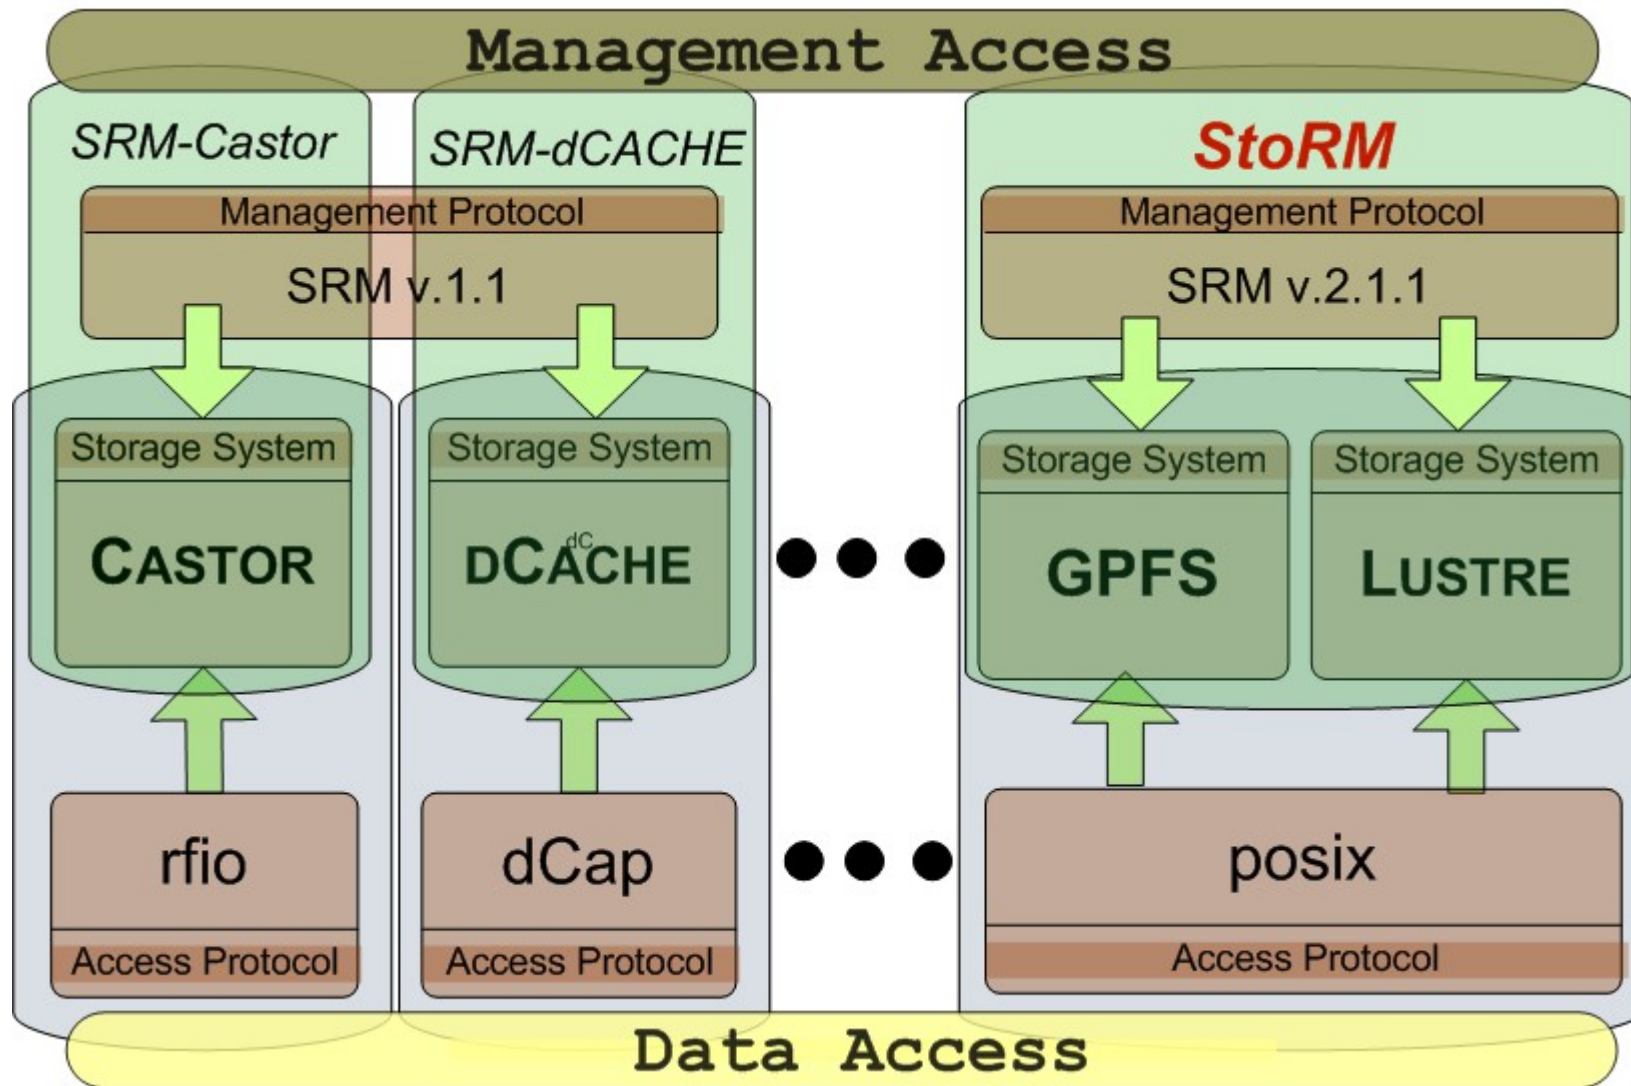 Management Access
SRM-Castor
SRM-dCACHE
StoRM
Management Protocol
SRM v.1.1
Management Protocol
SRM v.2.1.1
Storage System
CASTOR
Storage System
DCACHE
dC
Storage System
GPFS
Storage System
LUSTRE
rfio
Access Protocol
dCap
Access Protocol
posix
Access Protocol
Data Access